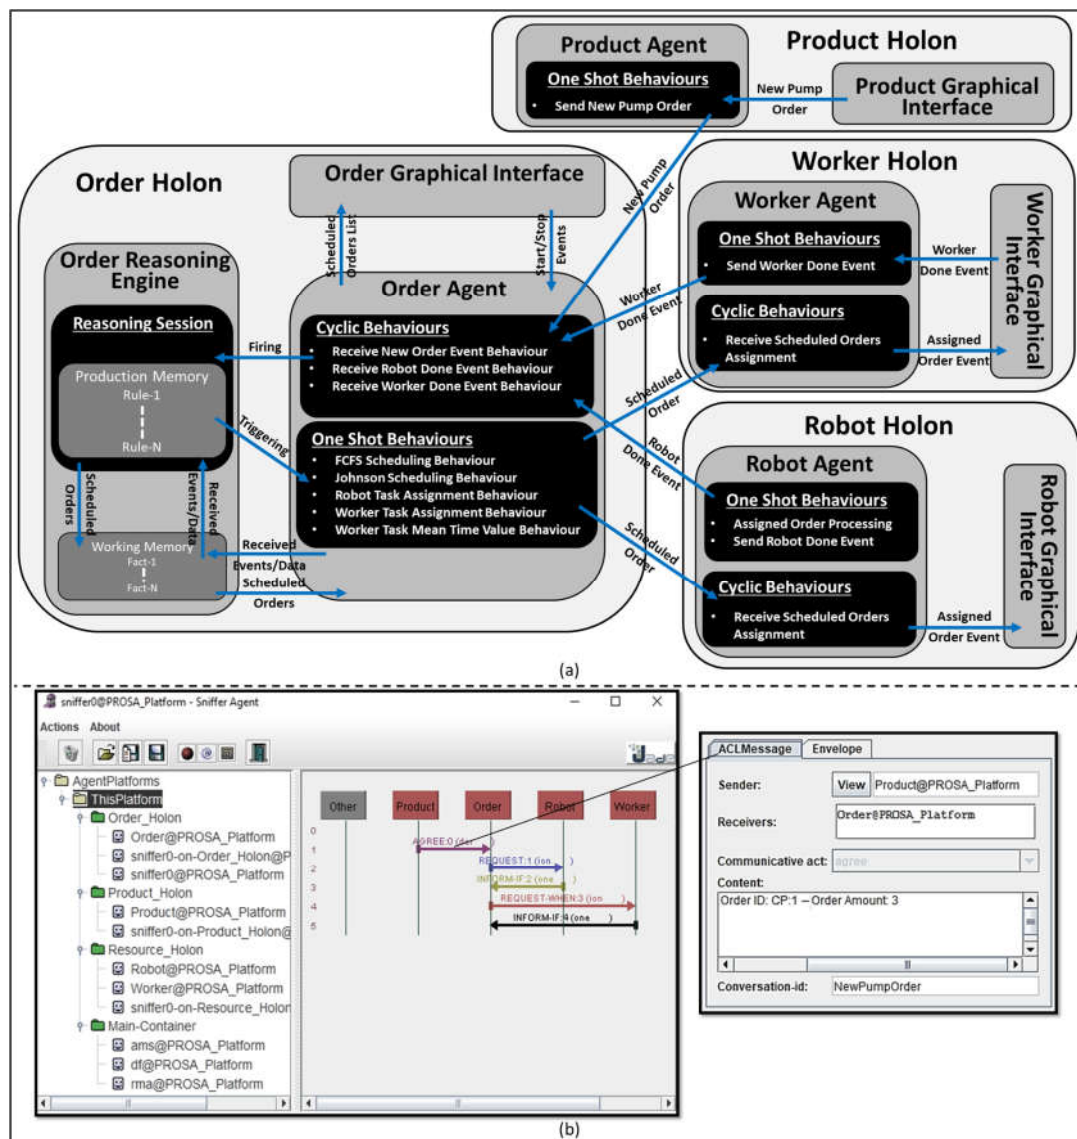 Product Holon
Product Agent
One Shot Behaviours
• Send New Pump Order
New Pump
Order
Product Graphical
Interface
New Pump
Order
Order Holon
Order Graphical Interface
Scheduled
Orders List
Start/Stop
Events
Order Reasoning
Engine
Reasoning Session
Production Memory
Rule-1
Rule-N
Scheduled
Orders
Received
Events/Data
Working Memory
Fact-1
Fact-N
Firing
Triggering
Received
Events/Data
Scheduled
Orders
Order Agent
Cyclic Behaviours
• Receive New Order Event Behaviour
• Receive Robot Done Event Behaviour
• Receive Worker Done Event Behaviour
One Shot Behaviours
• FCFS Scheduling Behaviour
• Johnson Scheduling Behaviour
• Robot Task Assignment Behaviour
• Worker Task Assignment Behaviour
• Worker Task Mean Time Value Behaviour
Worker
Done Event
Scheduled
Order
Robot
Done Event
Scheduled
Order
Worker Holon
Worker Agent
One Shot Behaviours
• Send Worker Done Event
Cyclic Behaviours
• Receive Scheduled Orders
Assignment
Worker
Done Event
Assigned
Order Event
Worker Graphical
Interface
Robot Holon
Robot Agent
One Shot Behaviours
• Assigned Order Processing
• Send Robot Done Event
Cyclic Behaviours
• Receive Scheduled Orders
Assignment
Assigned
Order Event
Robot Graphical
Interface
(a)
sniffer0@PROSA_Platform - Sniffer Agent
Actions About
AgentPlatforms
ThisPlatform
Order_Holon
Order@PROSA_Platform
sniffer0-on-Order_Holon@P
sniffer0@PROSA_Platform
Product_Holon
Product@PROSA_Platform
sniffer0-on-Product_Holon@
Resource_Holon
Robot@PROSA_Platform
Worker@PROSA_Platform
sniffer0-on-Resource_Holon
Main-Container
ams@PROSA_Platform
df@PROSA_Platform
rma@PROSA_Platform
Other Product Order Robot Worker
0
1
2
3
4
5
AGREE:0 (der )
REQUEST:1 (ion )
INFORM-IF:2 (one )
REQUEST-WHEN:3 (ion )
INFORM-IF:4 (one )
ACLMessage Envelope
Sender: View Product@PROSA_Platform
Receivers: Order@PROSA_Platform
Communicative act: agree
Content:
Order ID: CP:1 – Order Amount: 3
Conversation-id: NewPumpOrder
(b)